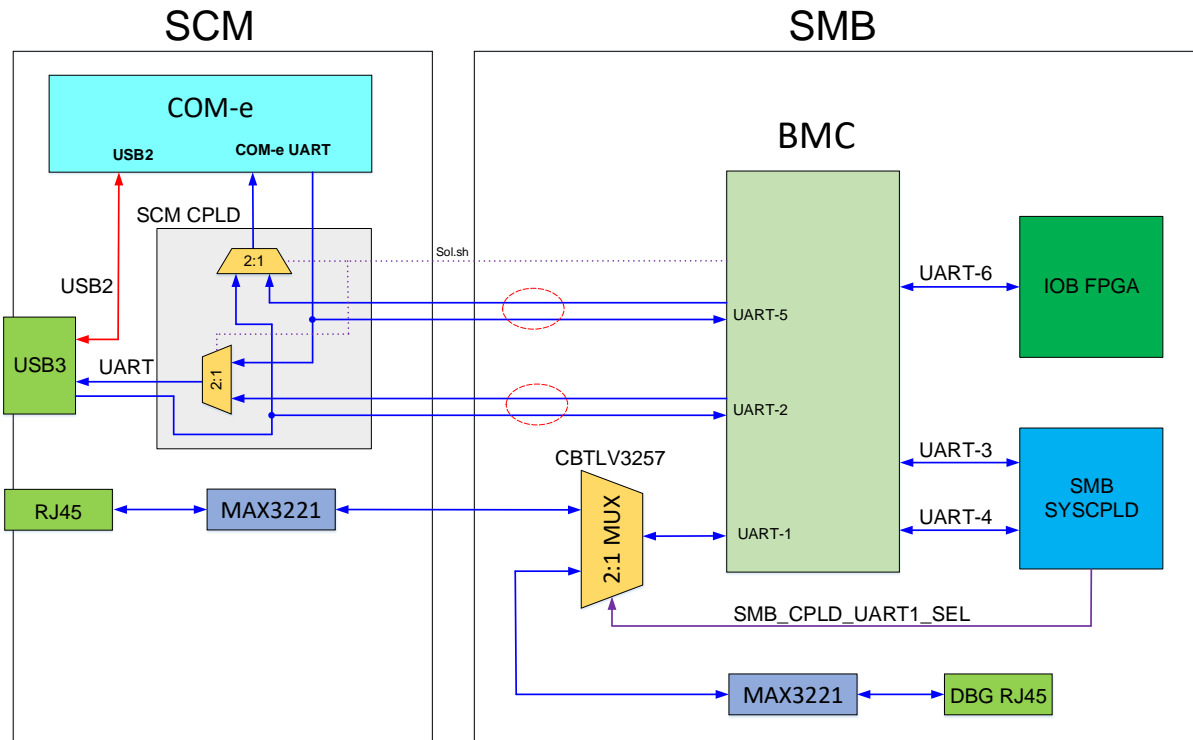 SCM
SMB
COM-e
USB2
COM-e UART
BMC
SCM CPLD
2:1
Sol.sh
USB2
UART-6
IOB FPGA
UART-5
USB3
UART
2:1
UART-2
CBTLV3257
UART-3
SMB
SYSCPLD
UART-4
RJ45
MAX3221
2:1 MUX
UART-1
SMB_CPLD_UART1_SEL
MAX3221
DBG RJ45